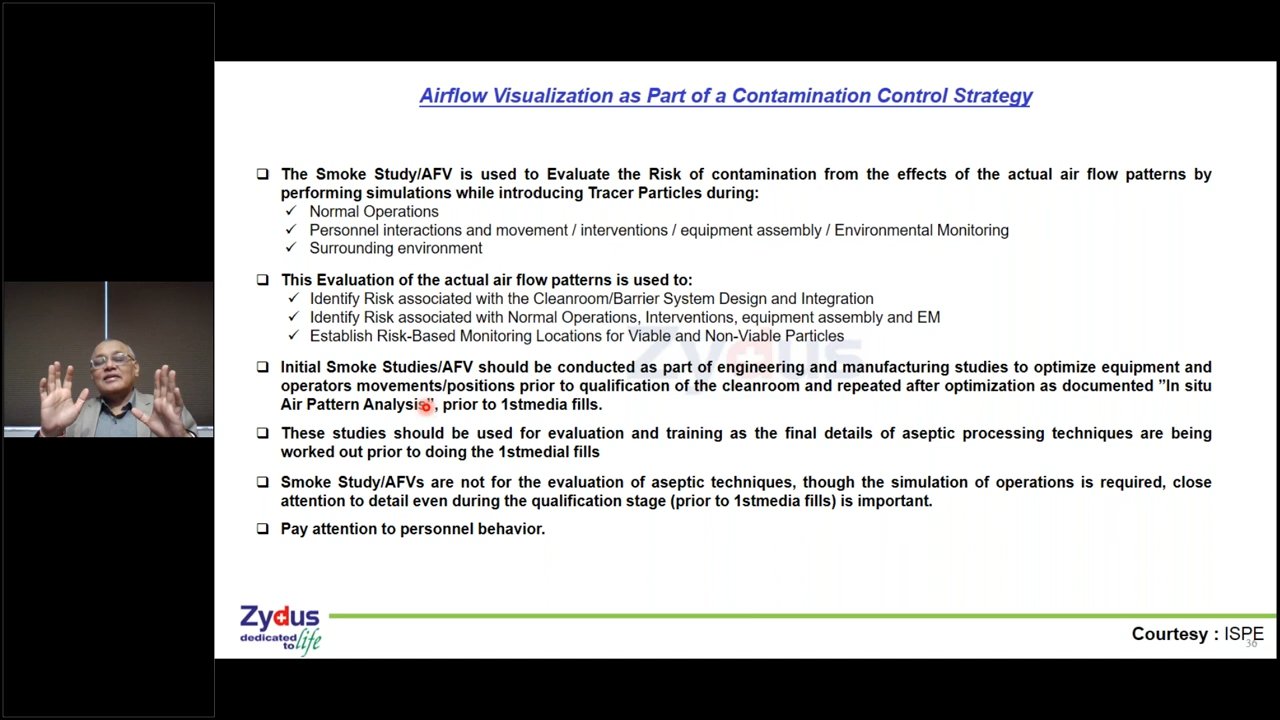 Airflow Visualization as Part of a Contamination Control Strategy
❑ The Smoke Study/AFV is used to Evaluate the Risk of contamination from the effects of the actual air flow patterns by
performing simulations while introducing Tracer Particles during:
✓ Normal Operations
✓ Personnel interactions and movement / interventions / equipment assembly / Environmental Monitoring
✓ Surrounding environment
❑ This Evaluation of the actual air flow patterns is used to:
✓ Identify Risk associated with the Cleanroom/Barrier System Design and Integration
✓ Identify Risk associated with Normal Operations, Interventions, equipment assembly and EM
✓ Establish Risk-Based Monitoring Locations for Viable and Non-Viable Particles
Zydus
❑ Initial Smoke Studies/AFV should be conducted as part of engineering and manufacturing studies to optimize equipment and
operators movements/positions prior to qualification of the cleanroom and repeated after optimization as documented ”In situ
Air Pattern Analysis”, prior to 1stmedia fills.
❑ These studies should be used for evaluation and training as the final details of aseptic processing techniques are being
worked out prior to doing the 1stmedial fills
❑ Smoke Study/AFVs are not for the evaluation of aseptic techniques, though the simulation of operations is required, close
attention to detail even during the qualification stage (prior to 1stmedia fills) is important.
❑ Pay attention to personnel behavior.
Zydus
dedicated
to life
Courtesy : ISPE
36